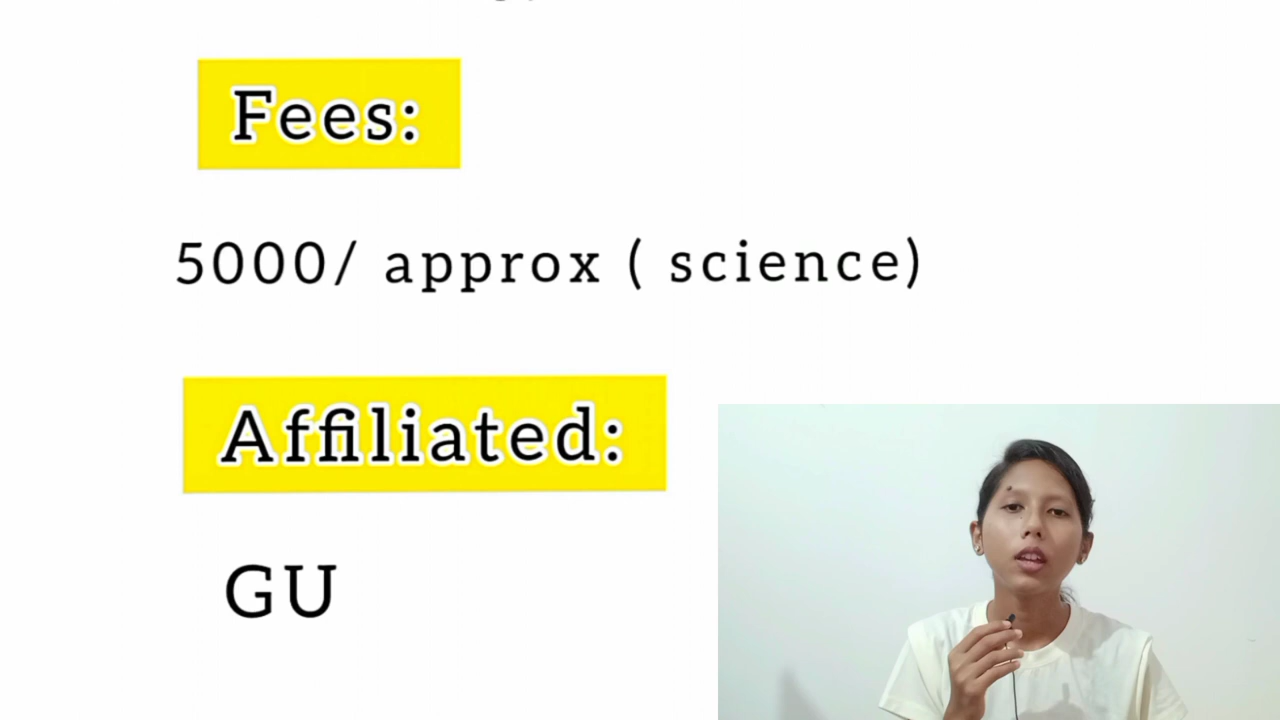 Fees:
5000/ approx ( science)
Affiliated:
GU